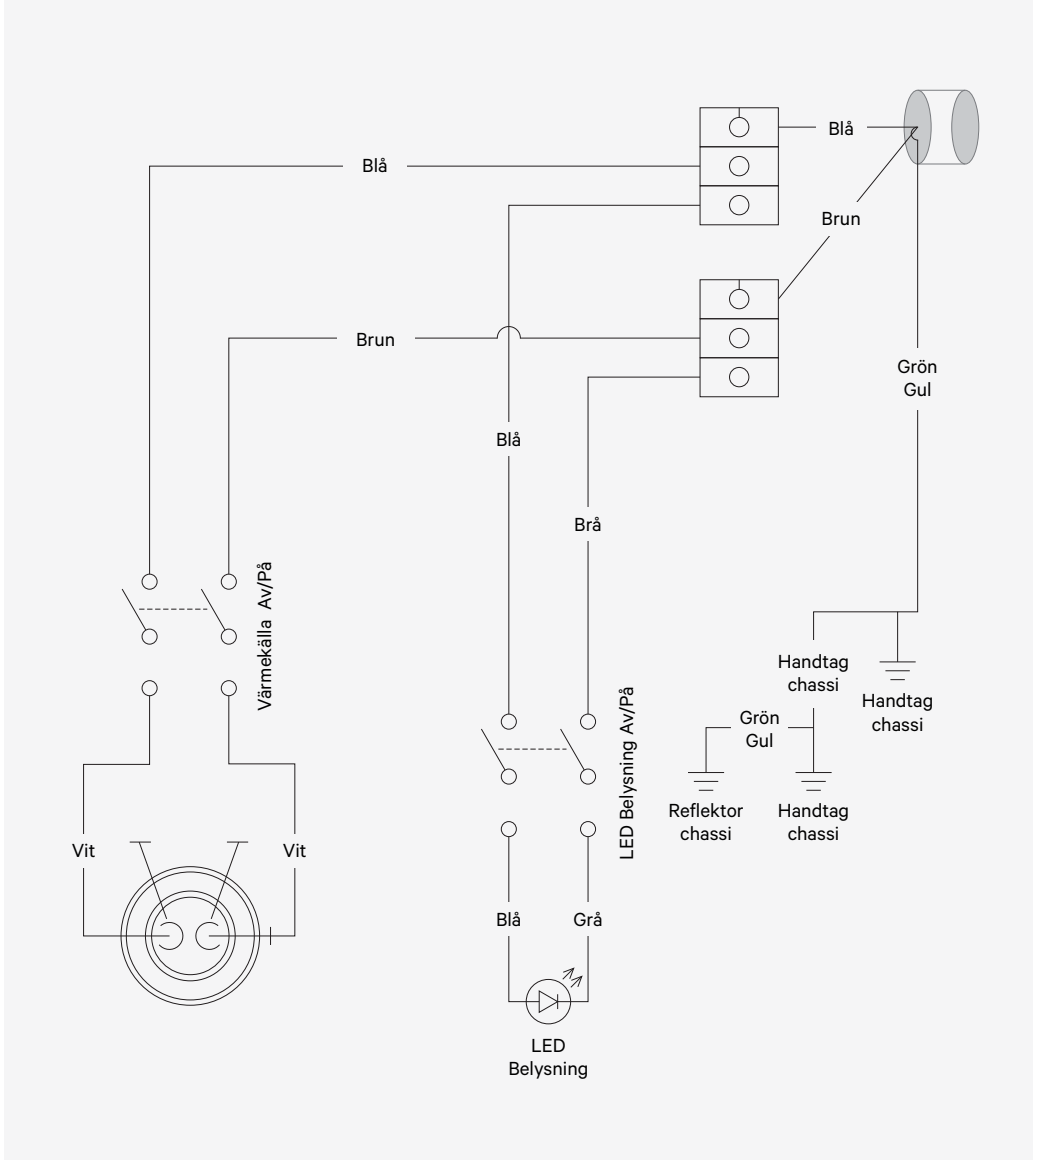 Blå
Blå
Brun
Brun
Grön
Gul
Blå
Brå
Värmekälla Av/På
Handtag
chassi
Handtag
chassi
LED Belysning Av/På
Grön
Gul
Reflektor
chassi
Handtag
chassi
Vit
Vit
Blå
Grå
LED
Belysning